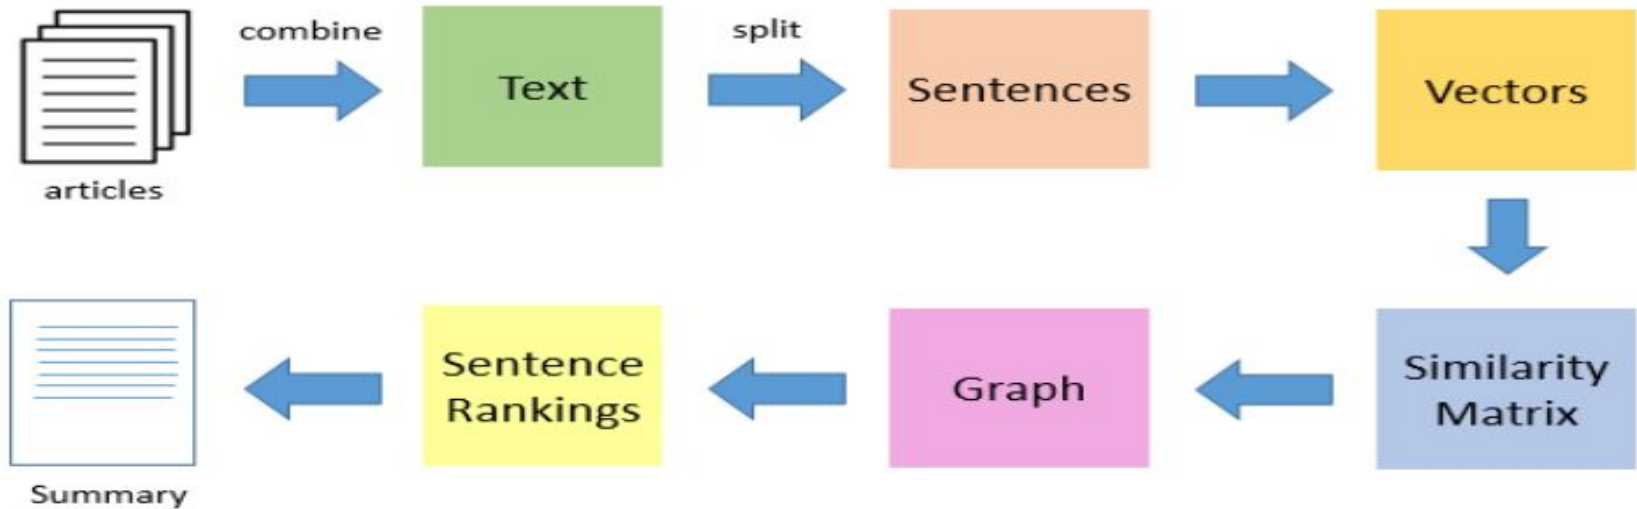 combine
split
Text
Sentences
Vectors
articles
Similarity
Matrix
Graph
Sentence
Rankings
Summary